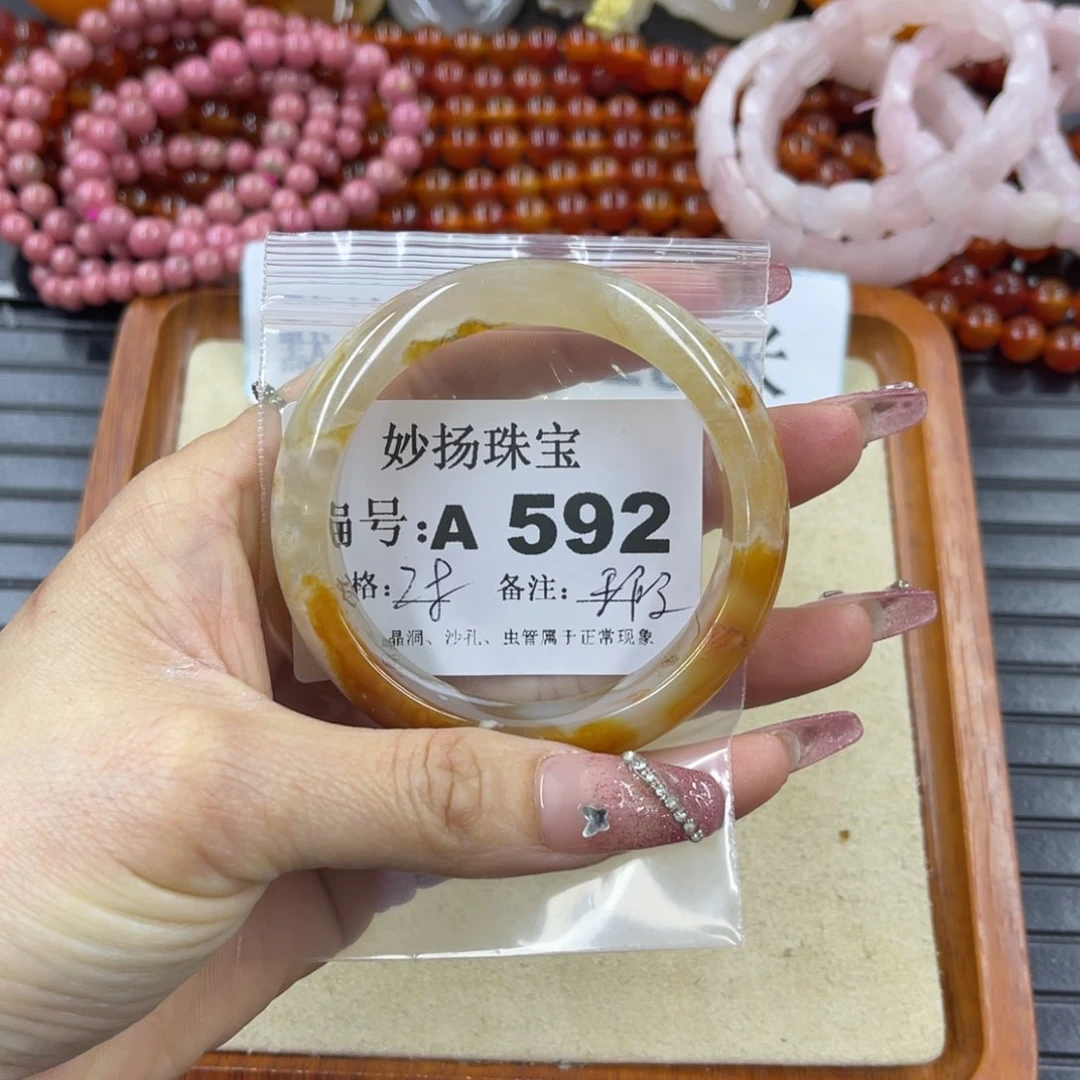 妙扬珠宝
号:A 592
格:28 备注:
晶洞、沙孔、虫管属于正常现象